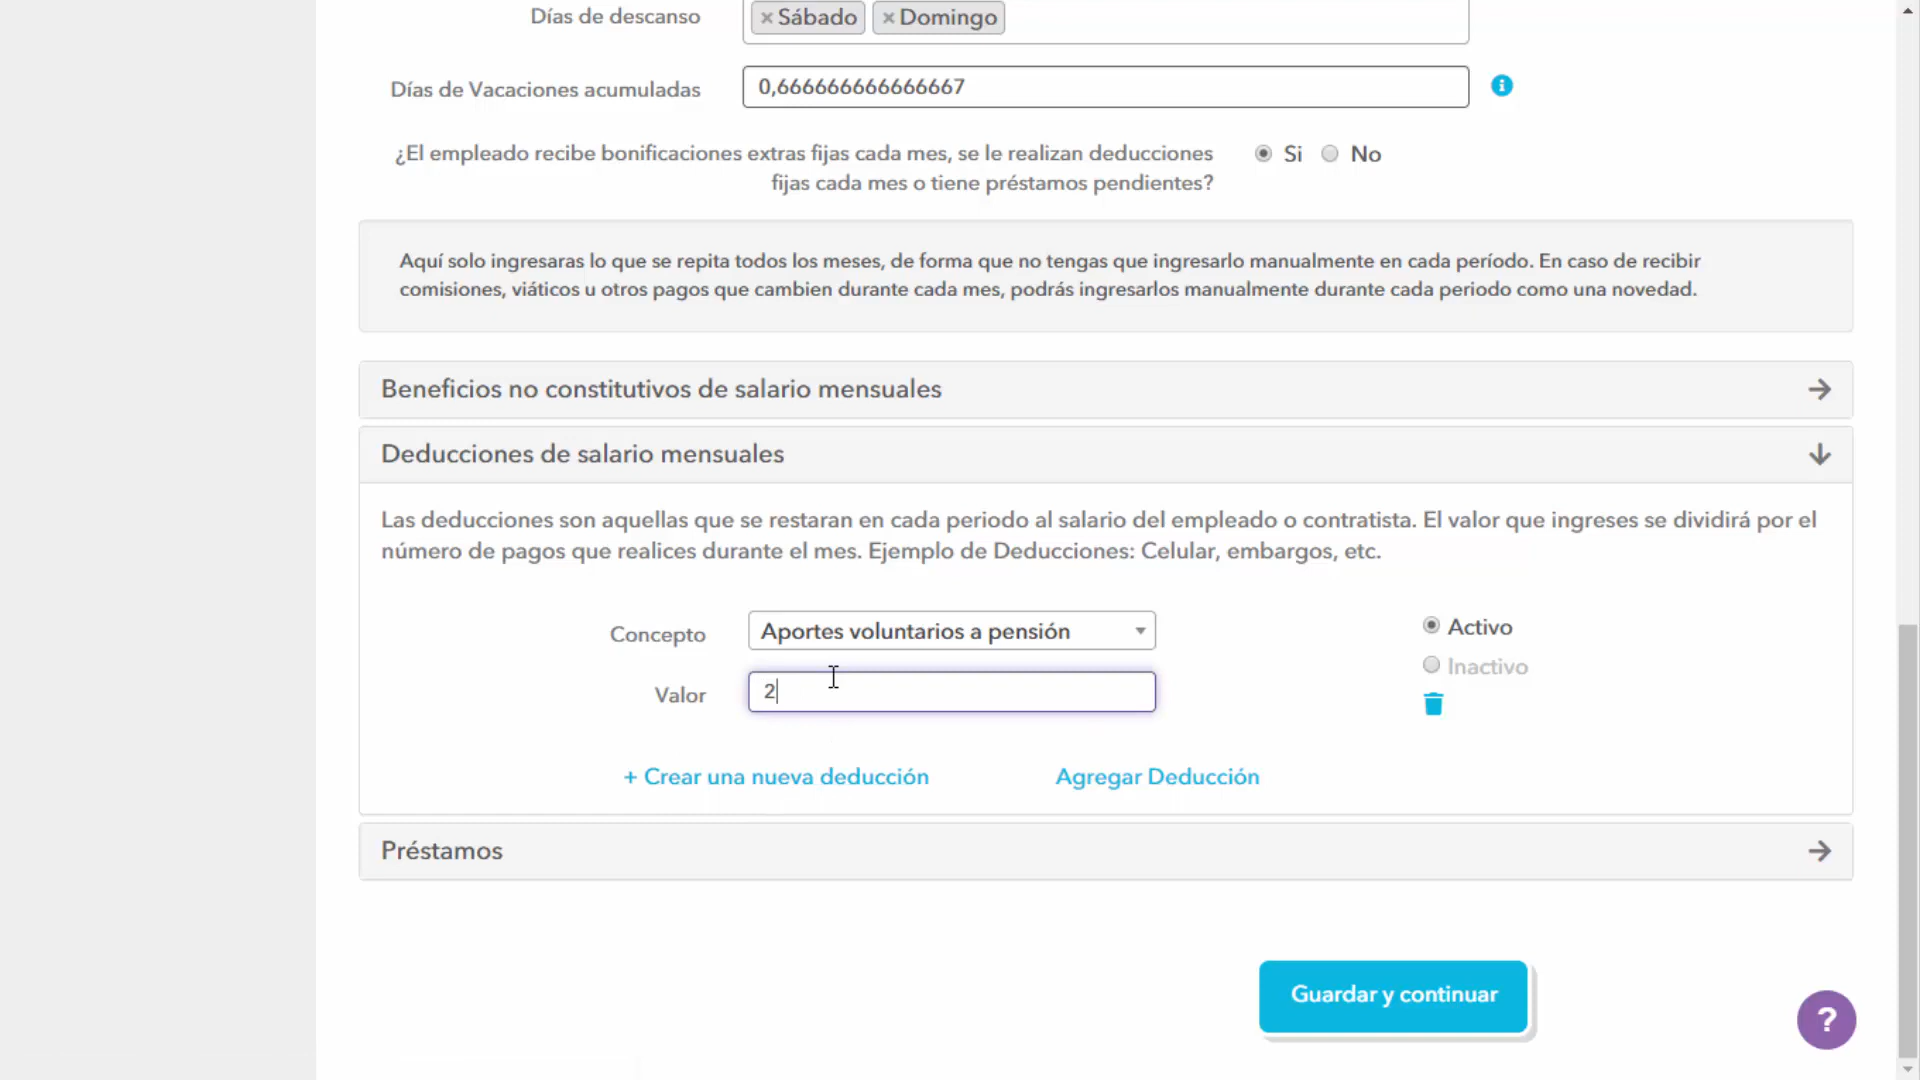 Días de descanso
× Sábado × Domingo
Días de Vacaciones acumuladas
0,666666666666667
¿El empleado recibe bonificaciones extras fijas cada mes, se le realizan deducciones
fijas cada mes o tiene préstamos pendientes?
Si No
Aquí solo ingresaras lo que se repita todos los meses, de forma que no tengas que ingresarlo manualmente en cada período. En caso de recibir
comisiones, viáticos u otros pagos que cambien durante cada mes, podrás ingresarlos manualmente durante cada periodo como una novedad.
Beneficios no constitutivos de salario mensuales
Deducciones de salario mensuales
Las deducciones son aquellas que se restaran en cada periodo al salario del empleado o contratista. El valor que ingreses se dividirá por el
número de pagos que realices durante el mes. Ejemplo de Deducciones: Celular, embargos, etc.
Concepto
Aportes voluntarios a pensión
Activo
Inactivo
Valor
2
+ Crear una nueva deducción
Agregar Deducción
Préstamos
Guardar y continuar
?